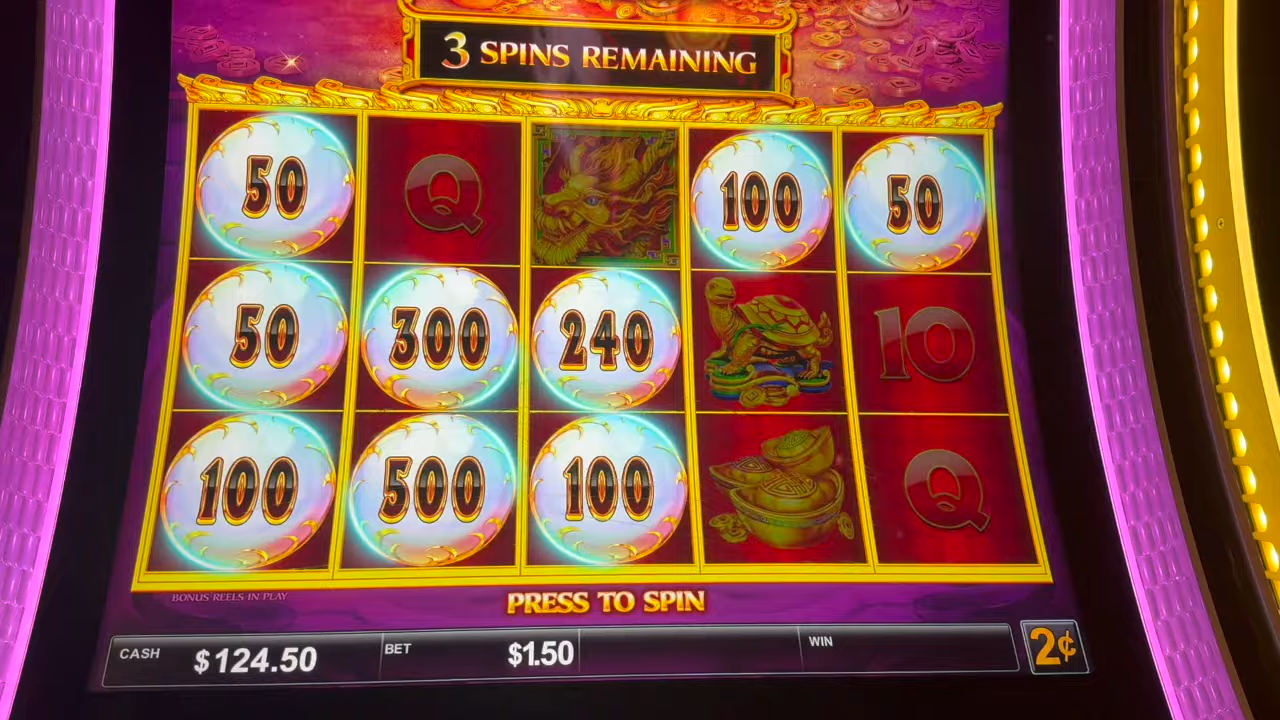 3 SPINS REMAINING
50 Q 100 50
50 300 240 10
100 500 100 Q
BONUS REELS IN PLAY
PRESS TO SPIN
CASH $124.50 BET $1.50 WIN 2¢